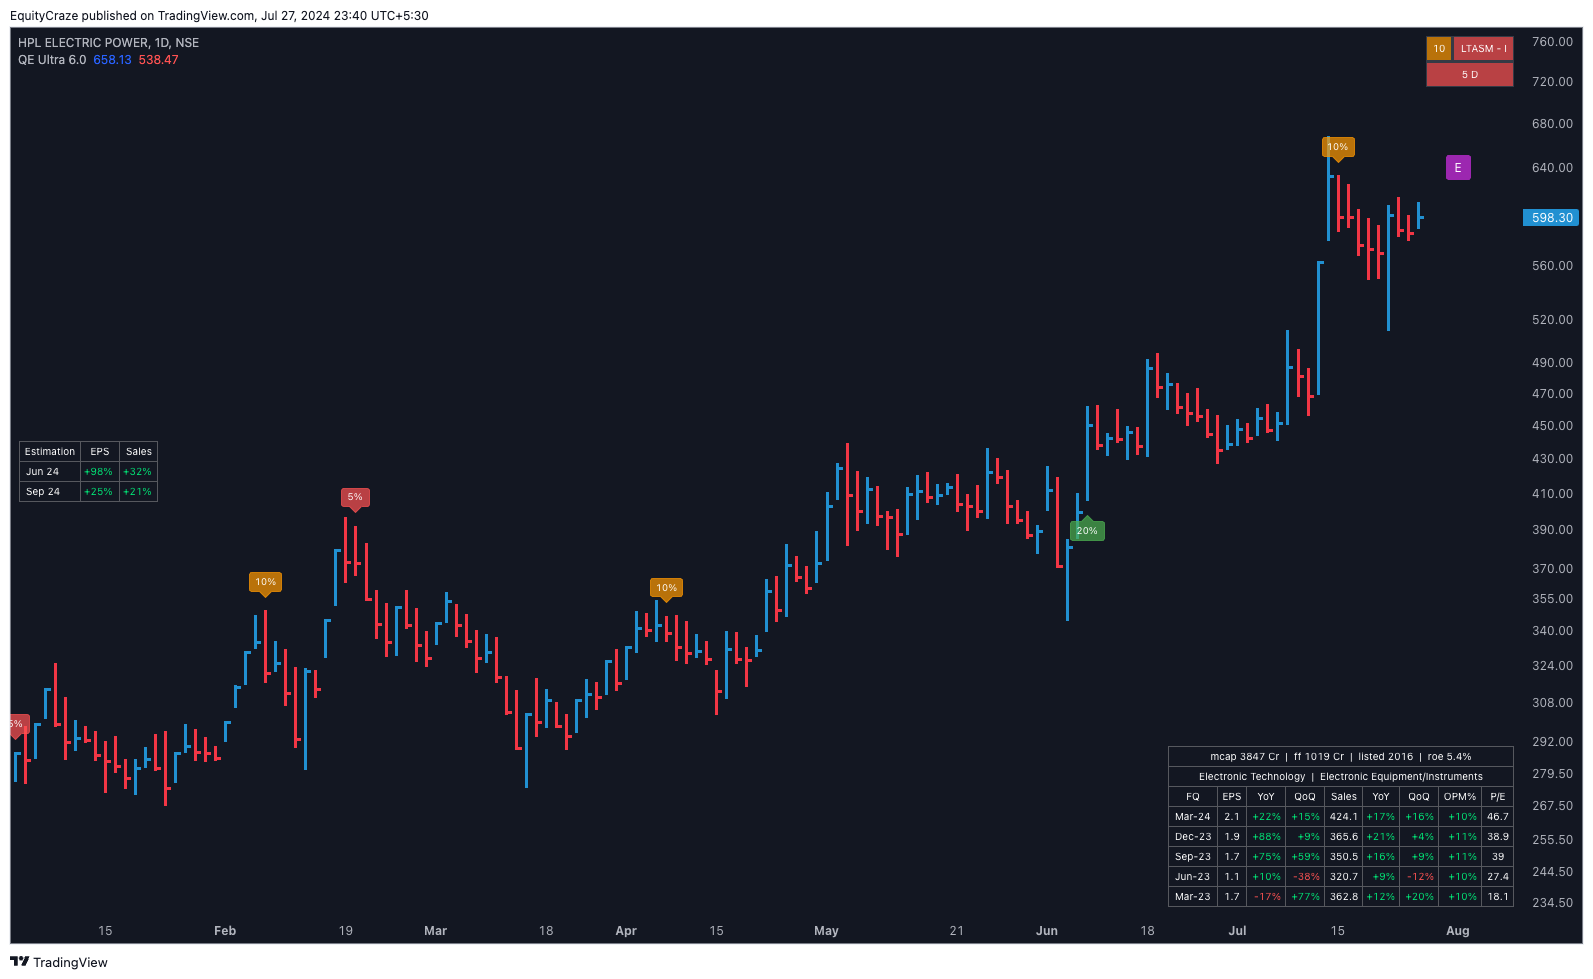 EquityCraze published on TradingView.com, Jul 27, 2024 23:40 UTC+5:30
HPL ELECTRIC POWER, 1D, NSE
QE Ultra 6.0 658.13 538.47
10 LTASM - I
5 D
760.00
720.00
680.00
640.00
598.30
560.00
520.00
490.00
470.00
450.00
430.00
410.00
390.00
370.00
355.00
340.00
324.00
308.00
292.00
279.50
267.50
255.50
244.50
234.50
10%
E
Estimation EPS Sales
Jun 24 +98% +32%
Sep 24 +25% +21%
5%
20%
10%
10%
5%
mcap 3847 Cr | ff 1019 Cr | listed 2016 | roe 5.4%
Electronic Technology | Electronic Equipment/Instruments
FQ EPS YoY QoQ Sales YoY QoQ OPM% P/E
Mar-24 2.1 +22% +15% 424.1 +17% +16% +10% 46.7
Dec-23 1.9 +88% +9% 365.6 +21% +4% +11% 38.9
Sep-23 1.7 +75% +59% 350.5 +16% +9% +11% 39
Jun-23 1.1 +10% -38% 320.7 +9% -12% +10% 27.4
Mar-23 1.7 -17% +77% 362.8 +12% +20% +10% 18.1
15 Feb 19 Mar 18 Apr 15 May 21 Jun 18 Jul 15 Aug
TradingView